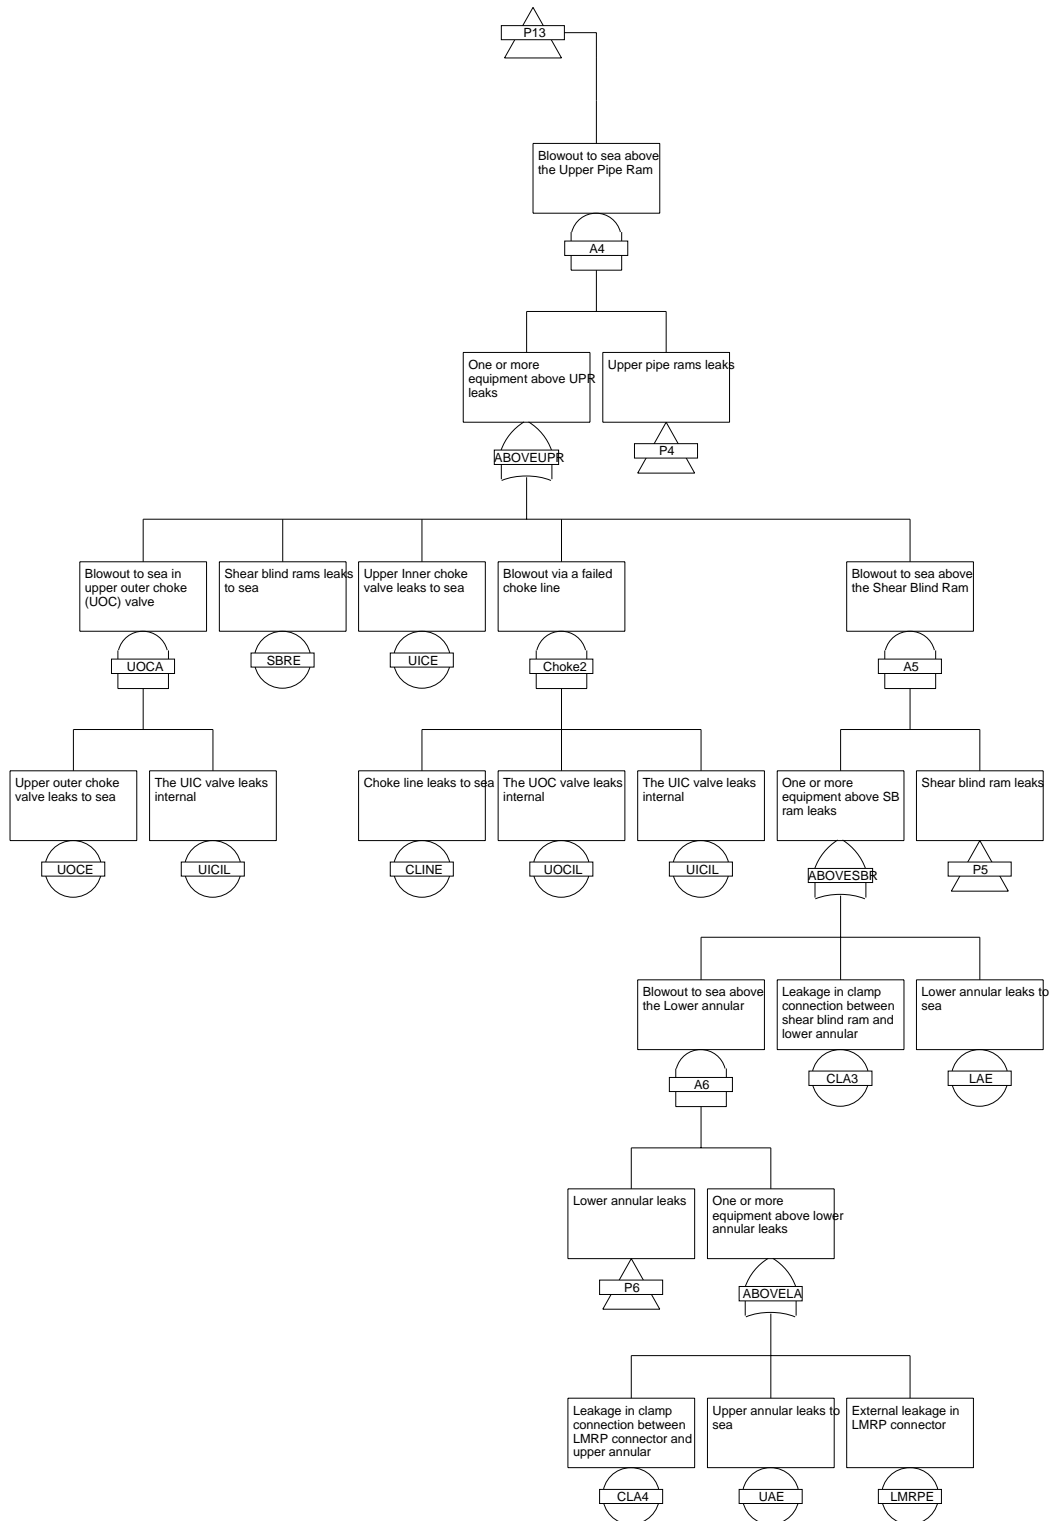 P13
Blowout to sea above
the Upper Pipe Ram
A4
One or more
equipment above UPR
leaks
Upper pipe rams leaks
ABOVEUPR
P4
Blowout to sea in
upper outer choke
(UOC) valve
Shear blind rams leaks
to sea
Upper Inner choke
valve leaks to sea
Blowout via a failed
choke line
Blowout to sea above
the Shear Blind Ram
UOCA
SBRE
UICE
Choke2
A5
Upper outer choke
valve leaks to sea
The UIC valve leaks
internal
Choke line leaks to sea
The UOC valve leaks
internal
The UIC valve leaks
internal
One or more
equipment above SB
ram leaks
Shear blind ram leaks
UOCE
UICIL
CLINE
UOCIL
UICIL
ABOVESBR
P5
Blowout to sea above
the Lower annular
Leakage in clamp
connection between
shear blind ram and
lower annular
Lower annular leaks to
sea
A6
CLA3
LAE
Lower annular leaks
One or more
equipment above lower
annular leaks
P6
ABOVELA
Leakage in clamp
connection between
LMRP connector and
upper annular
Upper annular leaks to
sea
External leakage in
LMRP connector
CLA4
UAE
LMRPE